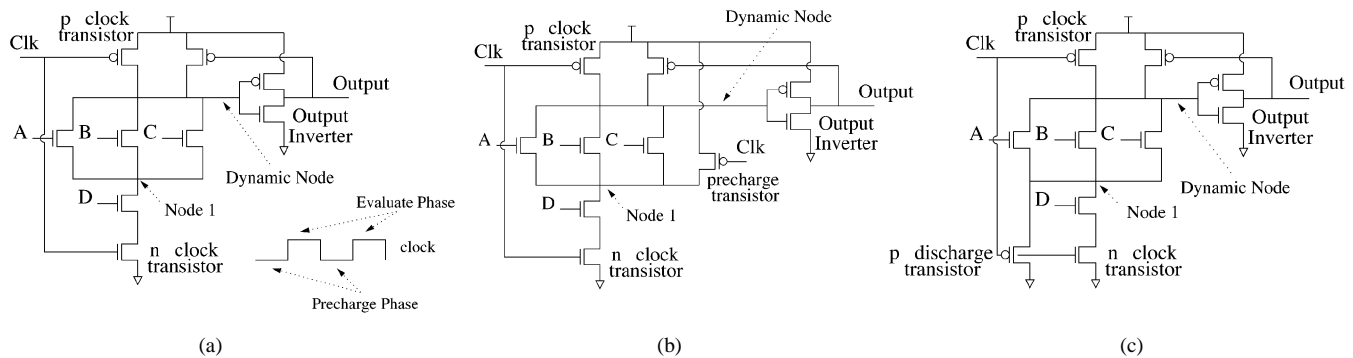 p clock
transistor
Clk
Output
Output
Inverter
A
B
C
Dynamic Node
D
Node 1
Evaluate Phase
clock
n clock
transistor
Precharge Phase
(a)
Dynamic Node
p clock
transistor
Clk
Output
Output
Inverter
A
B
C
Clk
precharge
transistor
D
Node 1
n clock
transistor
(b)
p clock
transistor
Clk
Output
Output
Inverter
A
B
C
Dynamic Node
D
Node 1
p discharge
transistor
n clock
transistor
(c)